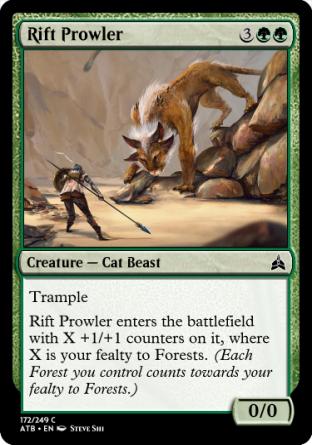 Rift Prowler 3
Creature — Cat Beast
Trample
Rift Prowler enters the battlefield
with X +1/+1 counters on it, where
X is your fealty to Forests. (Each
Forest you control counts towards your
fealty to Forests.)
0/0
172/249 C
ATB • EN Steve Shi